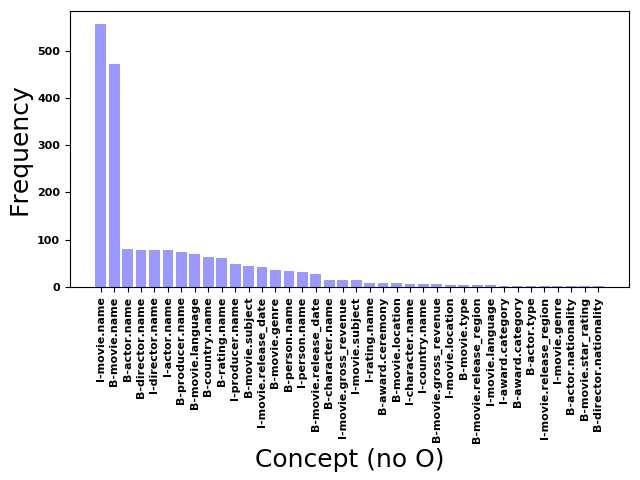 Frequency
500
400
300
200
100
0
I-movie.name
B-movie.name
B-actor.name
B-director.name
I-director.name
I-actor.name
B-producer.name
B-movie.language
B-country.name
B-rating.name
I-producer.name
B-movie.subject
I-movie.release_date
B-movie.genre
B-person.name
I-person.name
B-movie.release_date
B-character.name
I-movie.gross_revenue
I-movie.subject
I-rating.name
B-award.ceremony
B-movie.location
I-character.name
I-country.name
B-movie.gross_revenue
I-movie.location
B-movie.type
B-movie.release_region
I-movie.language
I-award.category
B-award.category
B-actor.type
I-movie.release_region
I-movie.genre
B-actor.nationality
B-movie.star_rating
B-director.nationality
Concept (no O)